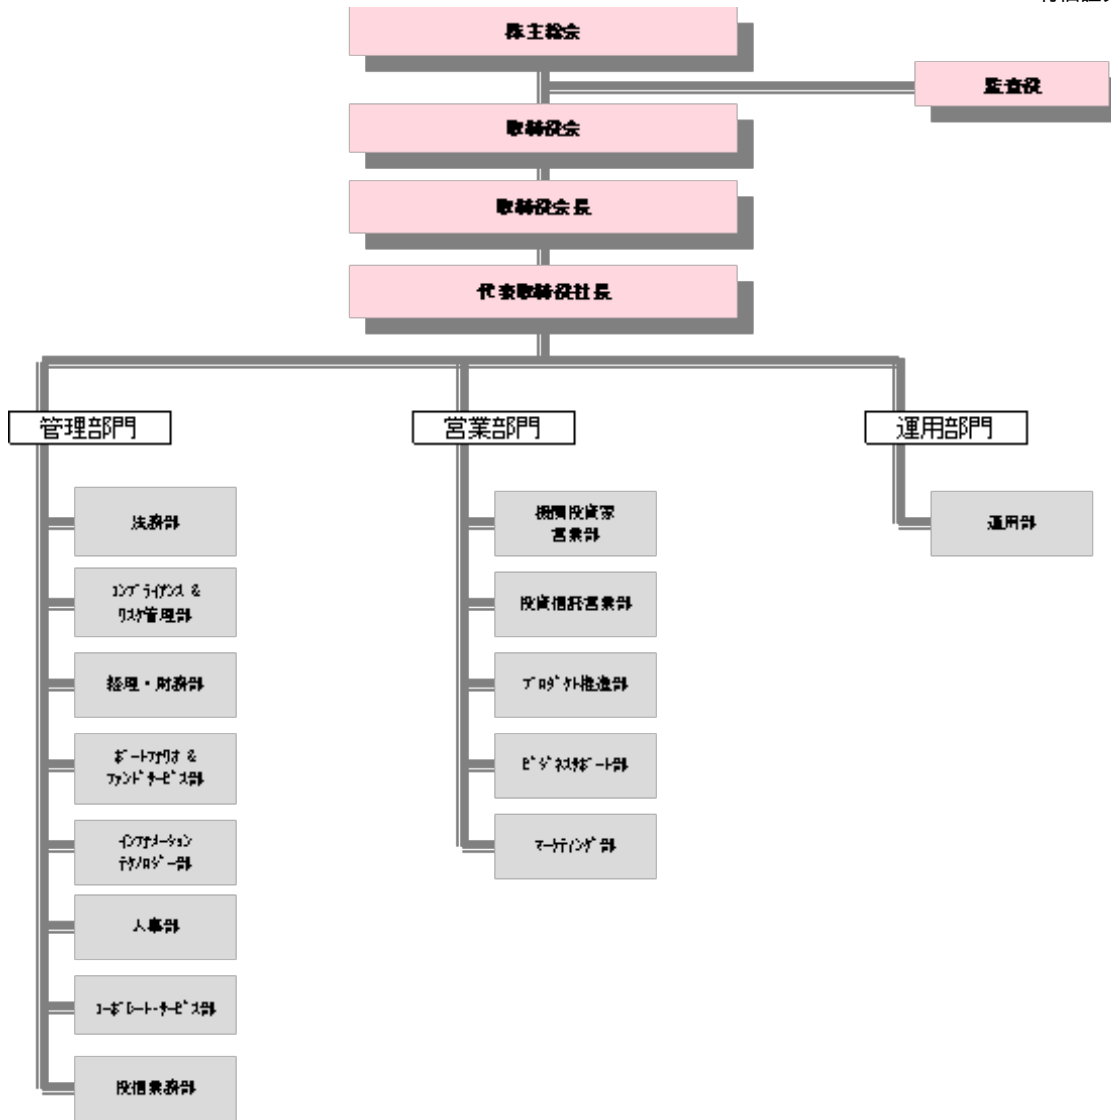 株主総会
監査役
取締役会
取締役会長
代表取締役社長
管理部門
営業部門
運用部門
法務部
機関投資家
営業部
運用部
ｺﾝﾌﾟﾗｲｱﾝｽ &
ﾘｽｸ管理部
投資信託営業部
経理・財務部
ﾌﾟﾛﾀﾞｸﾄ推進部
ﾎﾟｰﾄﾌｫﾘｵ &
ﾌｧﾝﾄﾞｻｰﾋﾞｽ部
ﾋﾞｼﾞﾈｽｻﾎﾟｰﾄ部
ｲﾝﾌｫﾒｰｼｮﾝ
ﾃｸﾉﾛｼﾞｰ部
ﾏｰｹﾃｨﾝｸﾞ部
人事部
ｺｰﾎﾟﾚｰﾄ･ｻｰﾋﾞｽ部
投信業務部